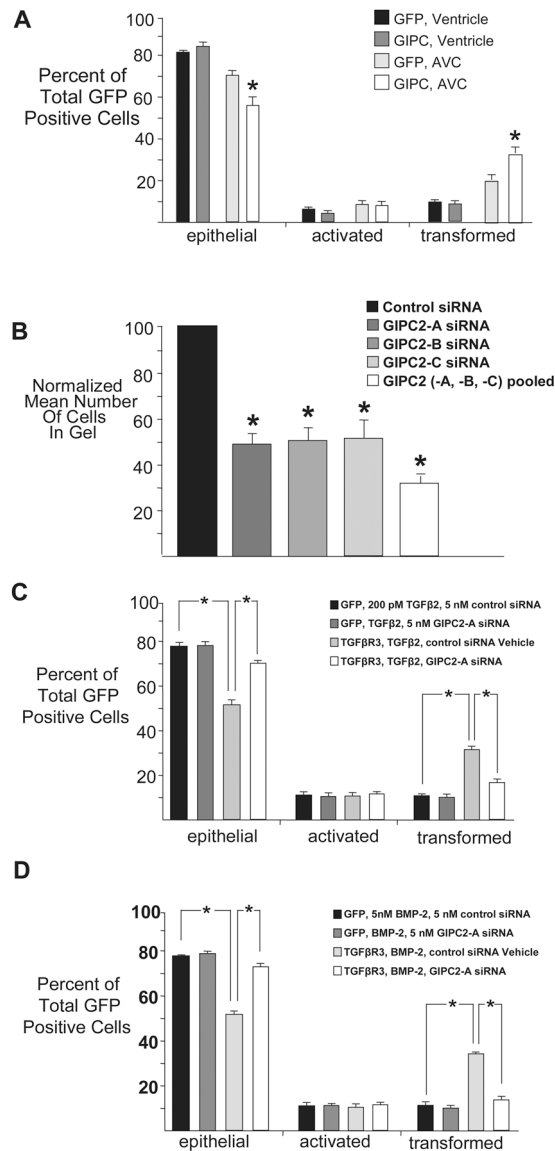 A
GFP, Ventricle
GIPC, Ventricle
GFP, AVC
GIPC, AVC
Percent of
Total GFP
Positive Cells
80
60
40
20
*
*
epithelial
activated
transformed
B
Control siRNA
GIPC2-A siRNA
GIPC2-B siRNA
GIPC2-C siRNA
GIPC2 (-A, -B, -C) pooled
Normalized
Mean Number
Of Cells
In Gel
100
80
60
40
20
*
*
*
*
C
GFP, 200 pM TGFβ2, 5 nM control siRNA
GFP, TGFβ2, 5 nM GIPC2-A siRNA
TGFβR3, TGFβ2, control siRNA Vehicle
TGFβR3, TGFβ2, GIPC2-A siRNA
Percent of
Total GFP
Positive Cells
100
80
60
40
20
*
*
*
*
epithelial
activated
transformed
D
GFP, 5nM BMP-2, 5 nM control siRNA
GFP, BMP-2, 5 nM GIPC2-A siRNA
TGFβR3, BMP-2, control siRNA Vehicle
TGFβR3, BMP-2, GIPC2-A siRNA
Percent of
Total GFP
Positive Cells
100
80
60
40
20
*
*
*
*
epithelial
activated
transformed